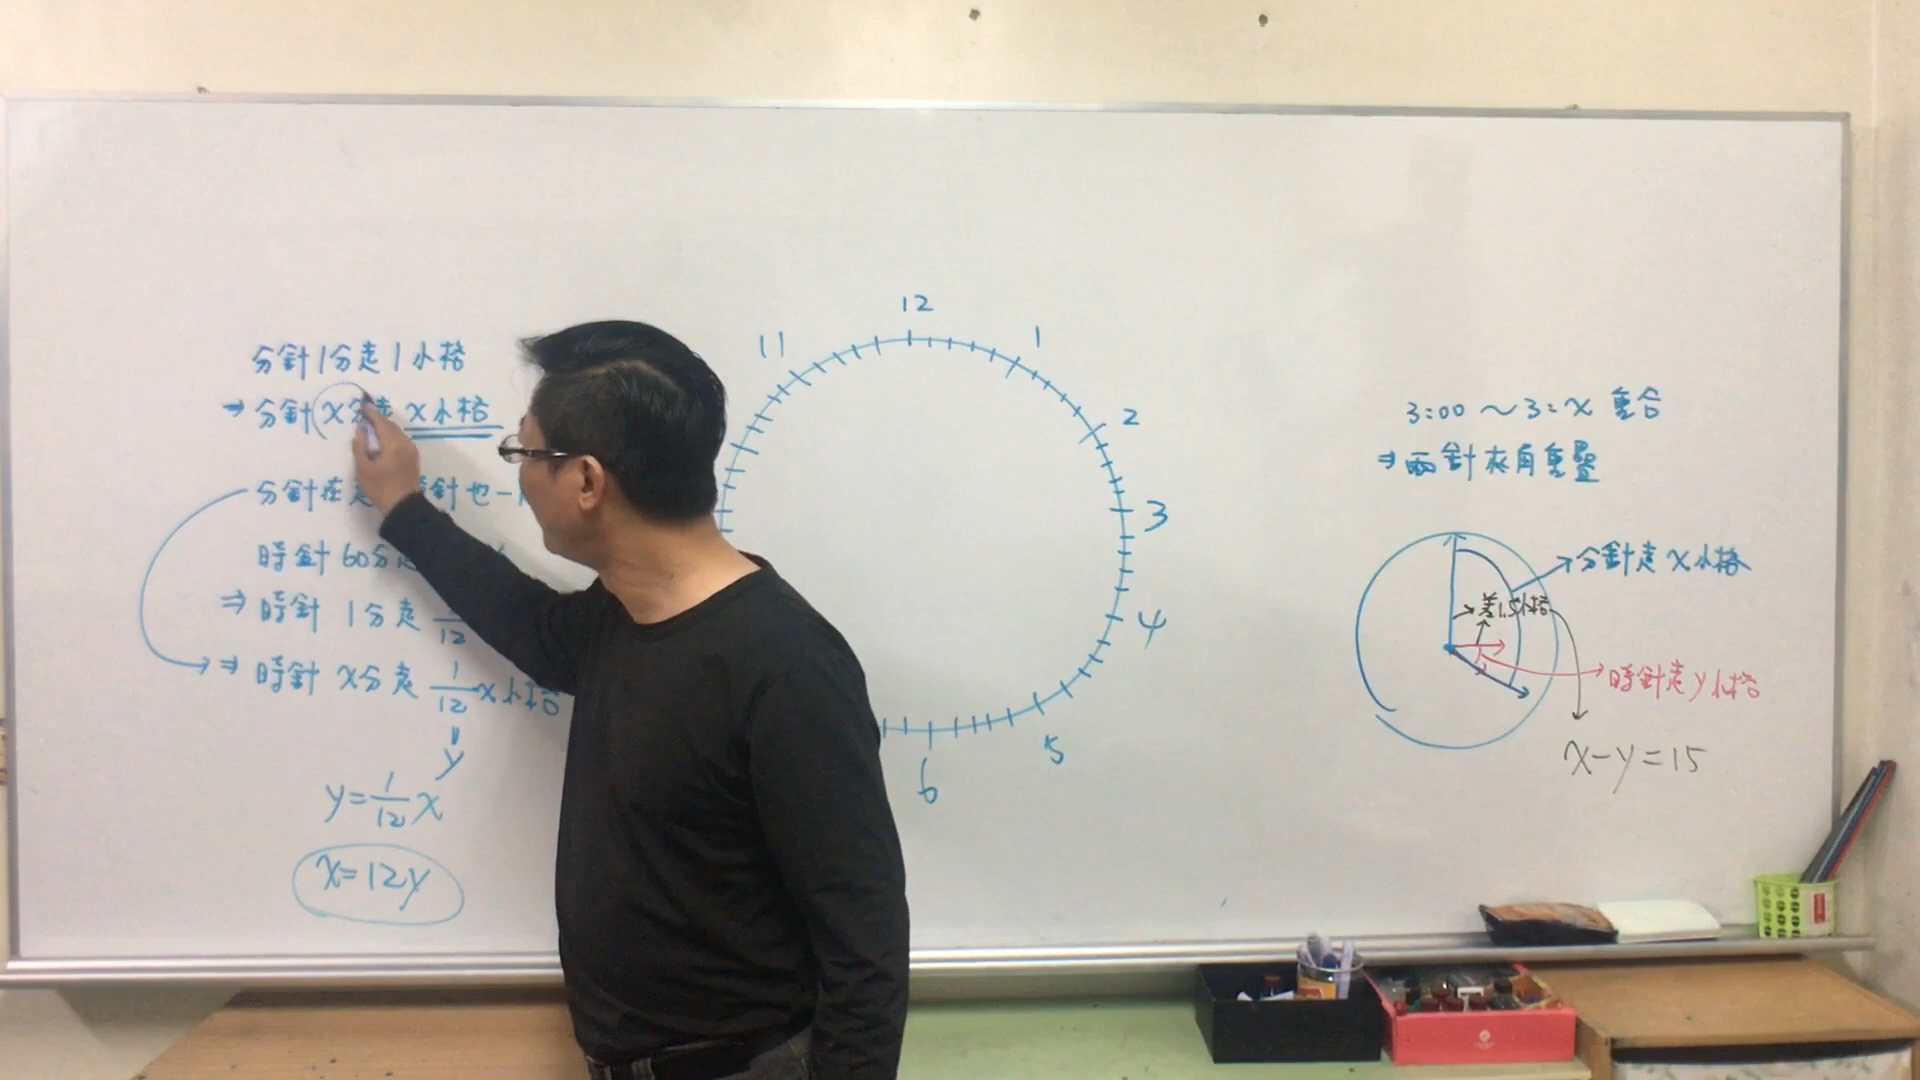 分針1分走1小格
⇒ 分針 x分走 x小格
分針在走 時針也一
時針 60分走
⇒ 時針 1分走 12
⇒ 時針 x分走 1/12 x小格
"
y
y=1/12 x
x=12y
12
11
1
2
3
4
5
6
3:00 ~ 3:x 重合
⇒ 兩針夾角重疊
分針走 x小格
差15小格
時針走 y小格
x-y=15